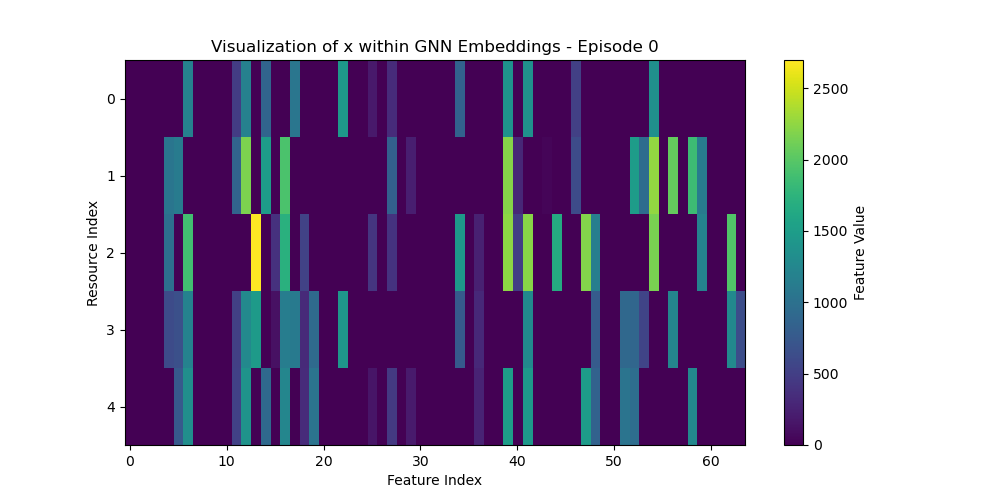 Visualization of x within GNN Embeddings - Episode 0
Resource Index
0
1
2
3
4
0 10 20 30 40 50 60
Feature Index
2500
2000
1500
1000
500
0
Feature Value